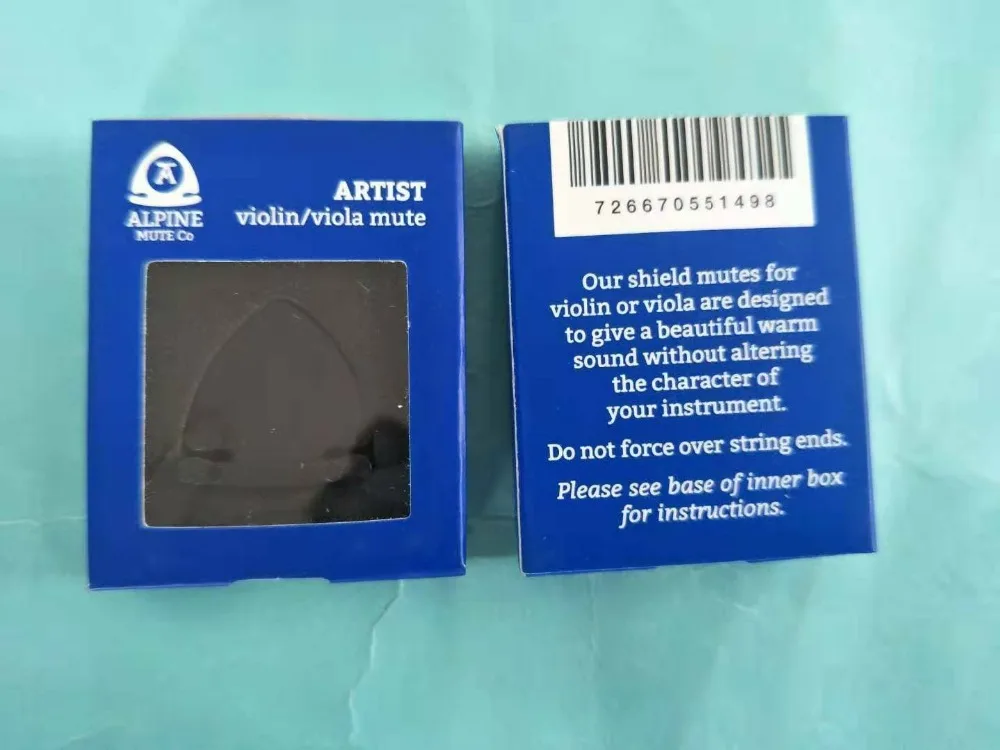 ALPINE
MUTE Co
ARTIST
violin/viola mute
726670551498
Our shield mutes for
violin or viola are designed
to give a beautiful warm
sound without altering
the character of
your instrument.
Do not force over string ends.
Please see base of inner box
for instructions.